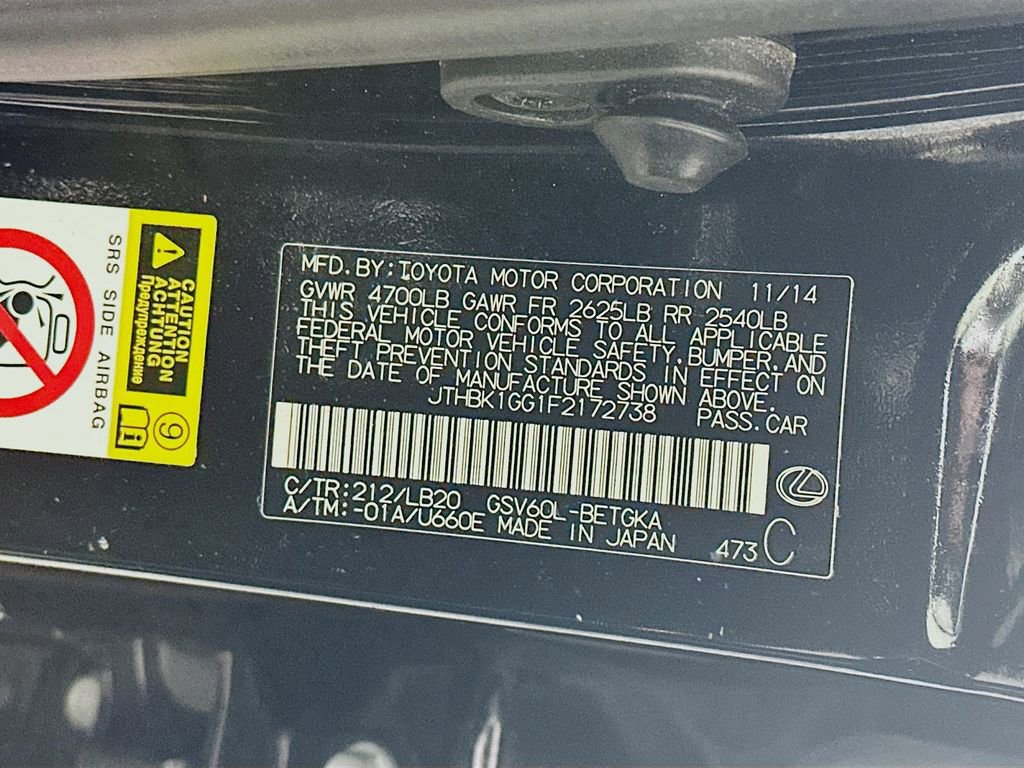 SRS SIDE AIRBAG
CAUTION
ATTENTION
ACHTUNG
Предупреждение
9
MFD.BY:TOYOTA MOTOR CORPORATION 11/14
GVWR 4700LB GAWR FR 2625LB RR 2540LB
THIS VEHICLE CONFORMS TO ALL APPLICABLE
FEDERAL MOTOR VEHICLE SAFETY,BUMPER,AND
THEFT PREVENTION STANDARDS IN EFFECT ON
THE DATE OF MANUFACTURE SHOWN ABOVE.
JTHBK1GG1F2172738 PASS.CAR
C/TR:212/LB20 GSV60L-BETGKA
A/TM:-01A/U660E MADE IN JAPAN 473 C